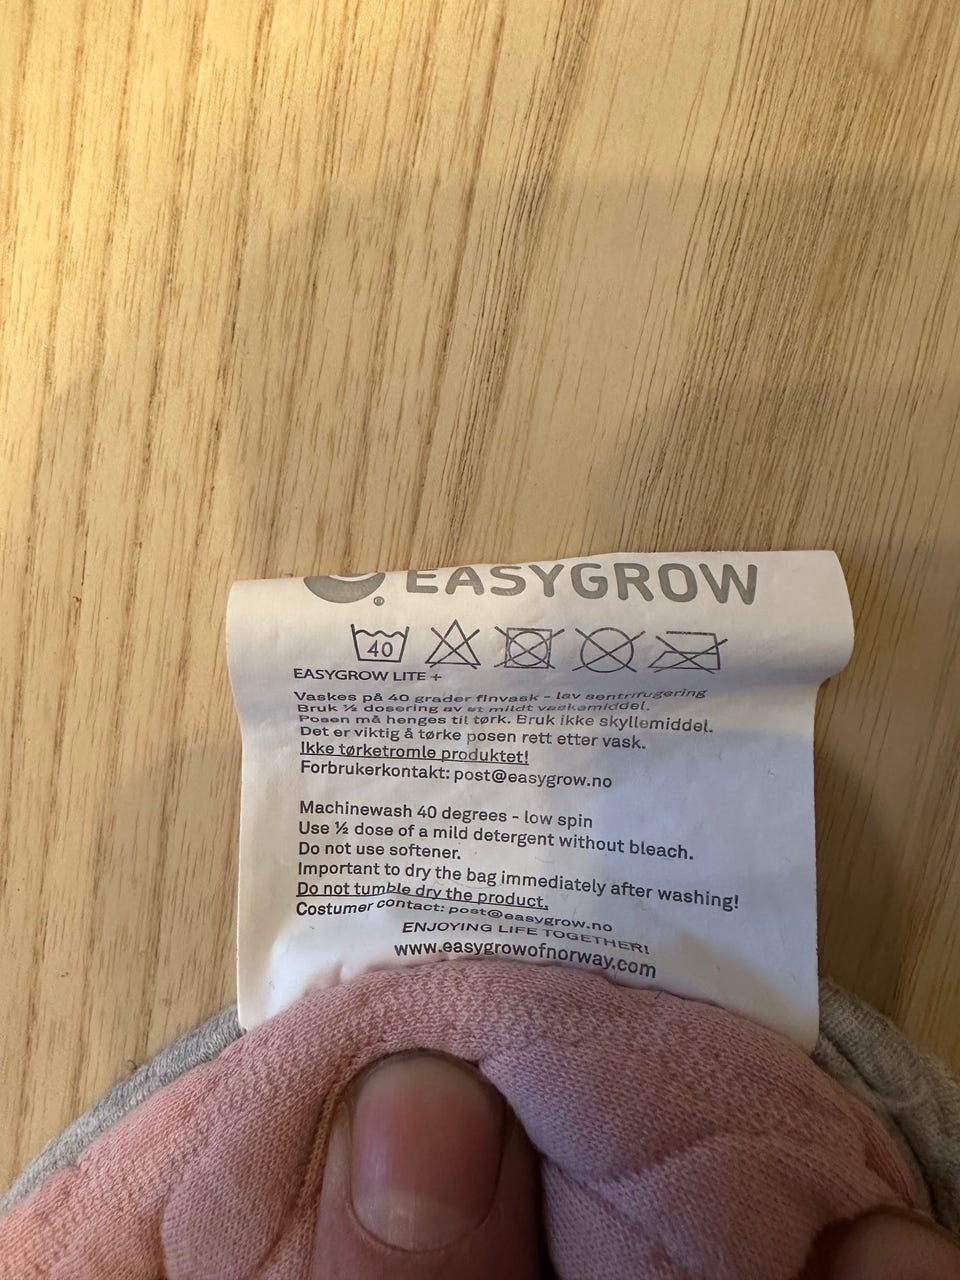 EASYGROW
®
40
EASYGROW LITE +
Vaskes på 40 grader finvask - lav sentrifugering
Bruk ½ dosering av et mildt vaskemiddel.
Posen må henges til tørk. Bruk ikke skyllemiddel.
Det er viktig å tørke posen rett etter vask.
Ikke tørketromle produktet!
Forbrukerkontakt: post@easygrow.no
Machinewash 40 degrees - low spin
Use ½ dose of a mild detergent without bleach.
Do not use softener.
Important to dry the bag immediately after washing!
Do not tumble dry the product.
Costumer contact: post@easygrow.no
ENJOYING LIFE TOGETHER!
www.easygrowofnorway.com